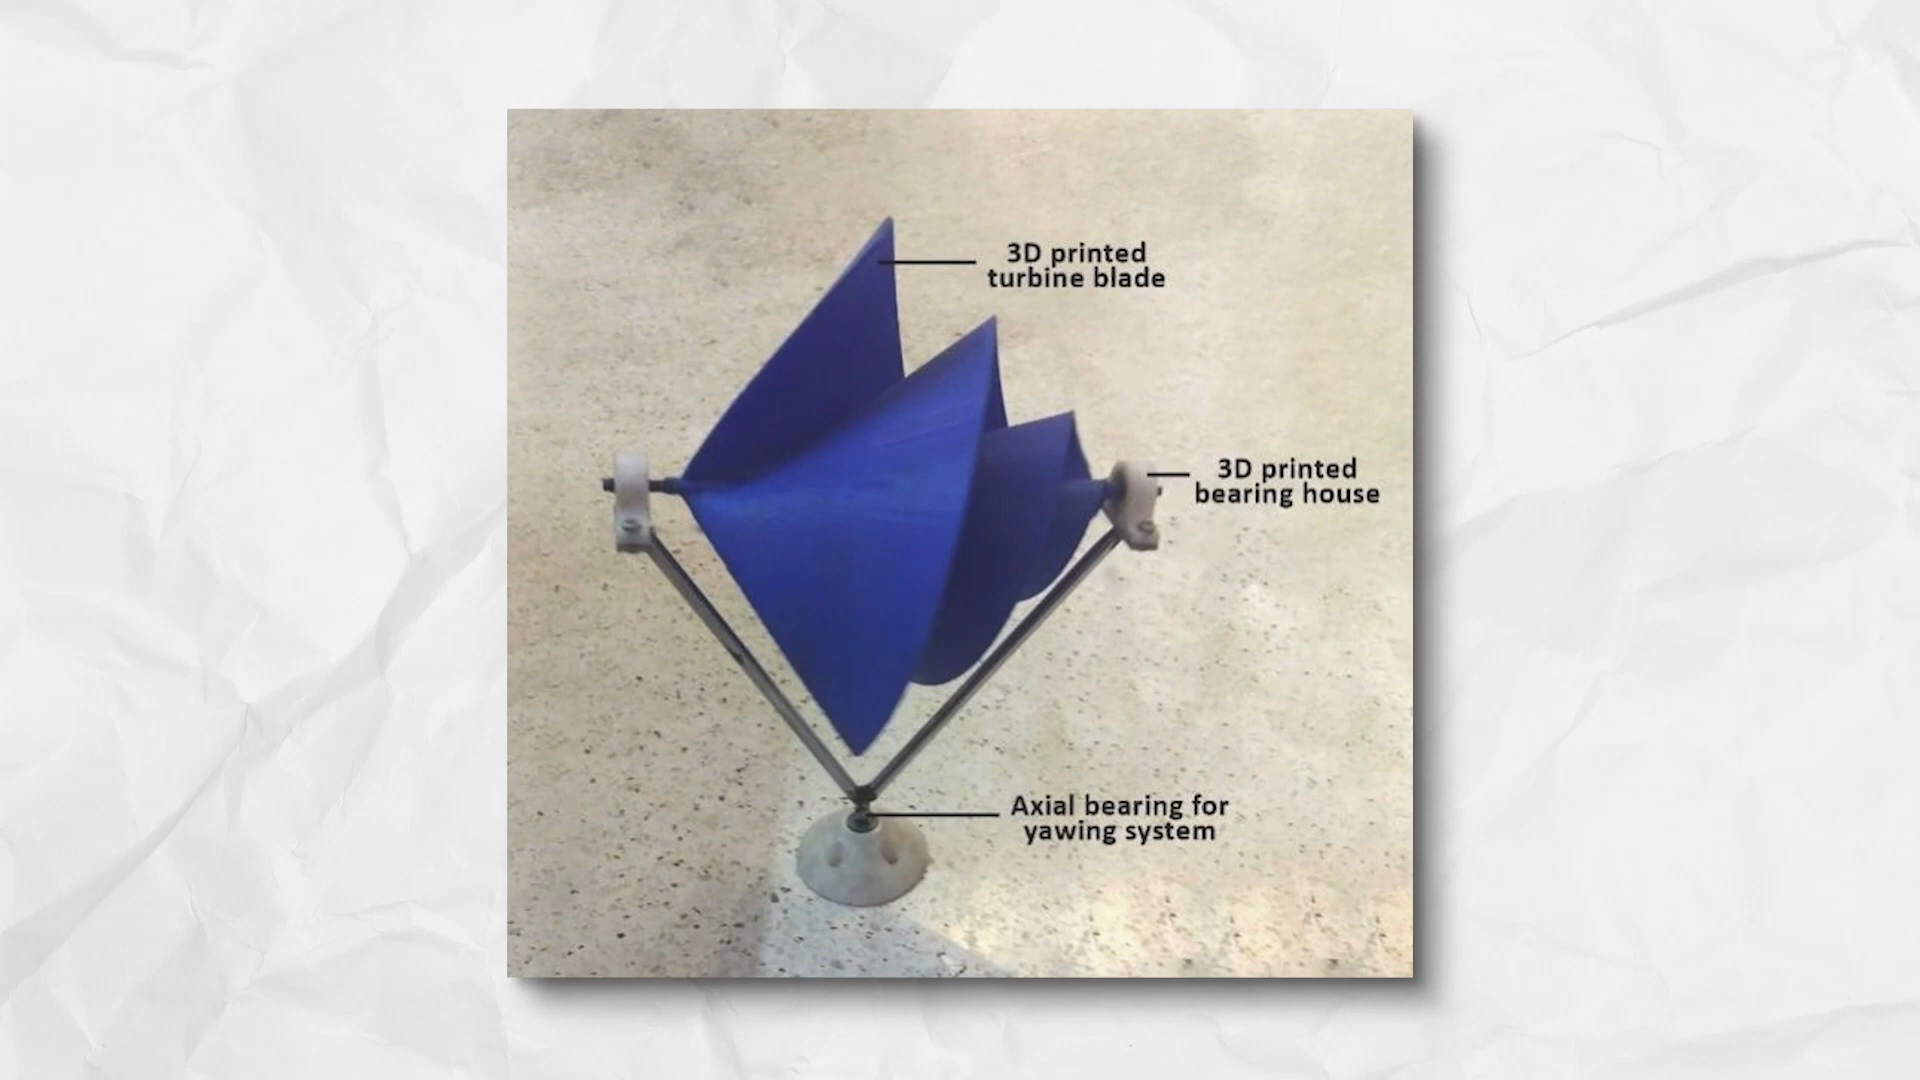 3D printed
turbine blade
3D printed
bearing house
Axial bearing for
yawing system